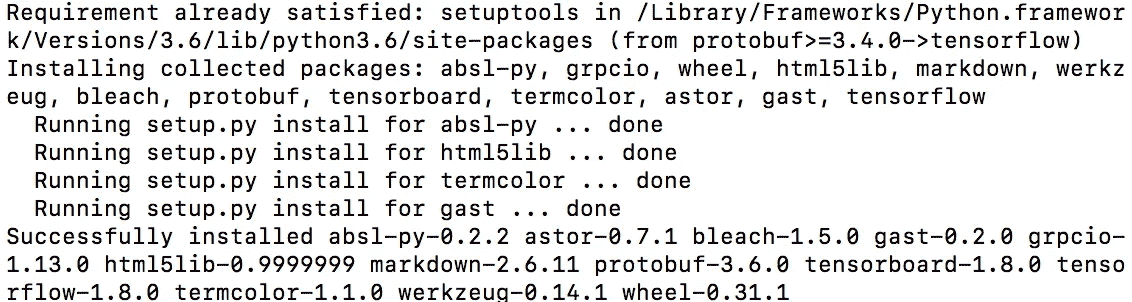 Requirement already satisfied: setuptools in /Library/Frameworks/Python.framewor
k/Versions/3.6/lib/python3.6/site-packages (from protobuf>=3.4.0->tensorflow)
Installing collected packages: absl-py, grpcio, wheel, html5lib, markdown, werkz
eug, bleach, protobuf, tensorboard, termcolor, astor, gast, tensorflow
  Running setup.py install for absl-py ... done
  Running setup.py install for html5lib ... done
  Running setup.py install for termcolor ... done
  Running setup.py install for gast ... done
Successfully installed absl-py-0.2.2 astor-0.7.1 bleach-1.5.0 gast-0.2.0 grpcio-
1.13.0 html5lib-0.9999999 markdown-2.6.11 protobuf-3.6.0 tensorboard-1.8.0 tenso
rflow-1.8.0 termcolor-1.1.0 werkzeug-0.14.1 wheel-0.31.1